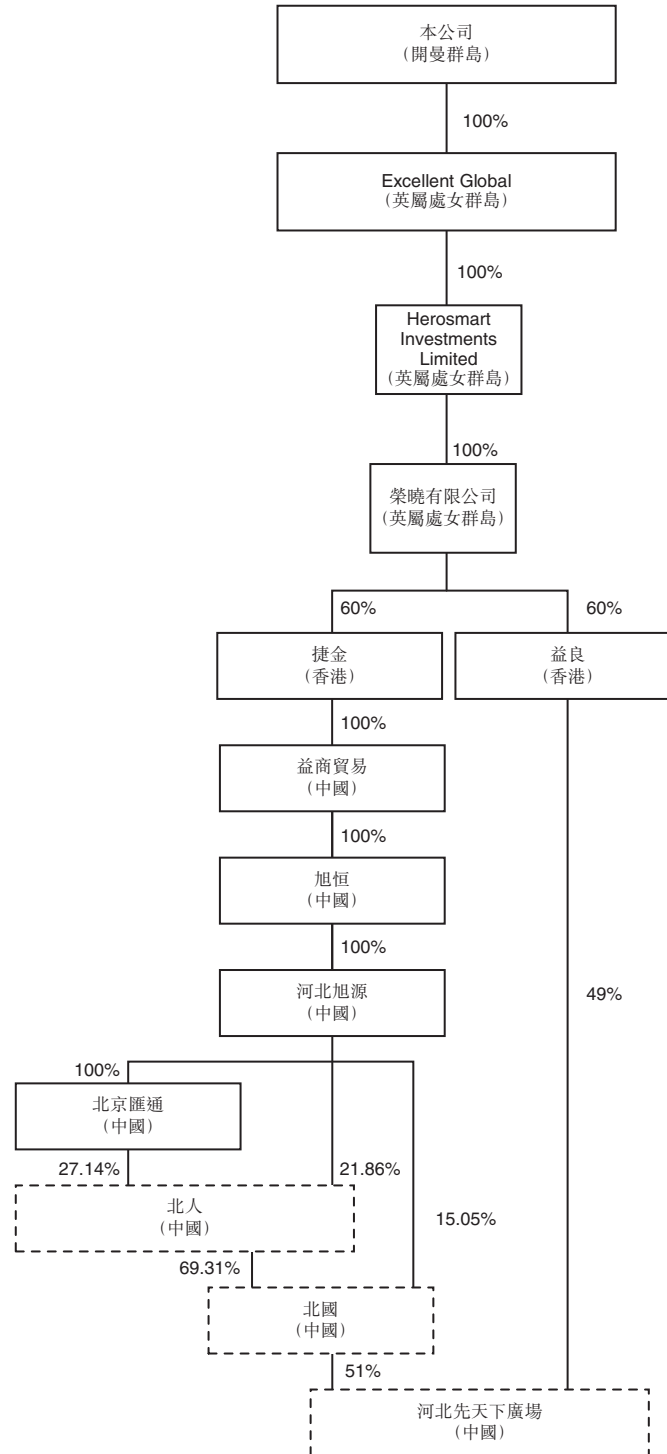 本公司
(開曼群島)
100%
Excellent Global
(英屬處女群島)
100%
Herosmart
Investments
Limited
(英屬處女群島)
100%
榮曉有限公司
(英屬處女群島)
60%
60%
捷金
(香港)
益良
(香港)
100%
益商貿易
(中國)
100%
旭恒
(中國)
100%
河北旭源
(中國)
49%
100%
北京匯通
(中國)
27.14%
21.86%
15.05%
北人
(中國)
69.31%
北國
(中國)
51%
河北先天下廣場
(中國)